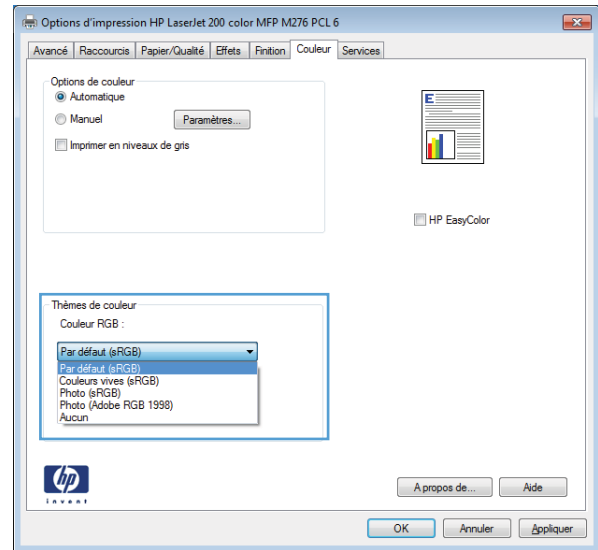 Options d'impression HP LaserJet 200 color MFP M276 PCL 6
Avancé Raccourcis Papier/Qualité Effets Finition Couleur Services
Options de couleur
Automatique
Manuel Paramètres...
Imprimer en niveaux de gris
E
HP EasyColor
Thèmes de couleur
Couleur RGB :
Par défaut (sRGB)
Par défaut (sRGB)
Couleurs vives (sRGB)
Photo (sRGB)
Photo (Adobe RGB 1998)
Aucun
hp
invent
A propos de... Aide
OK Annuler Appliquer